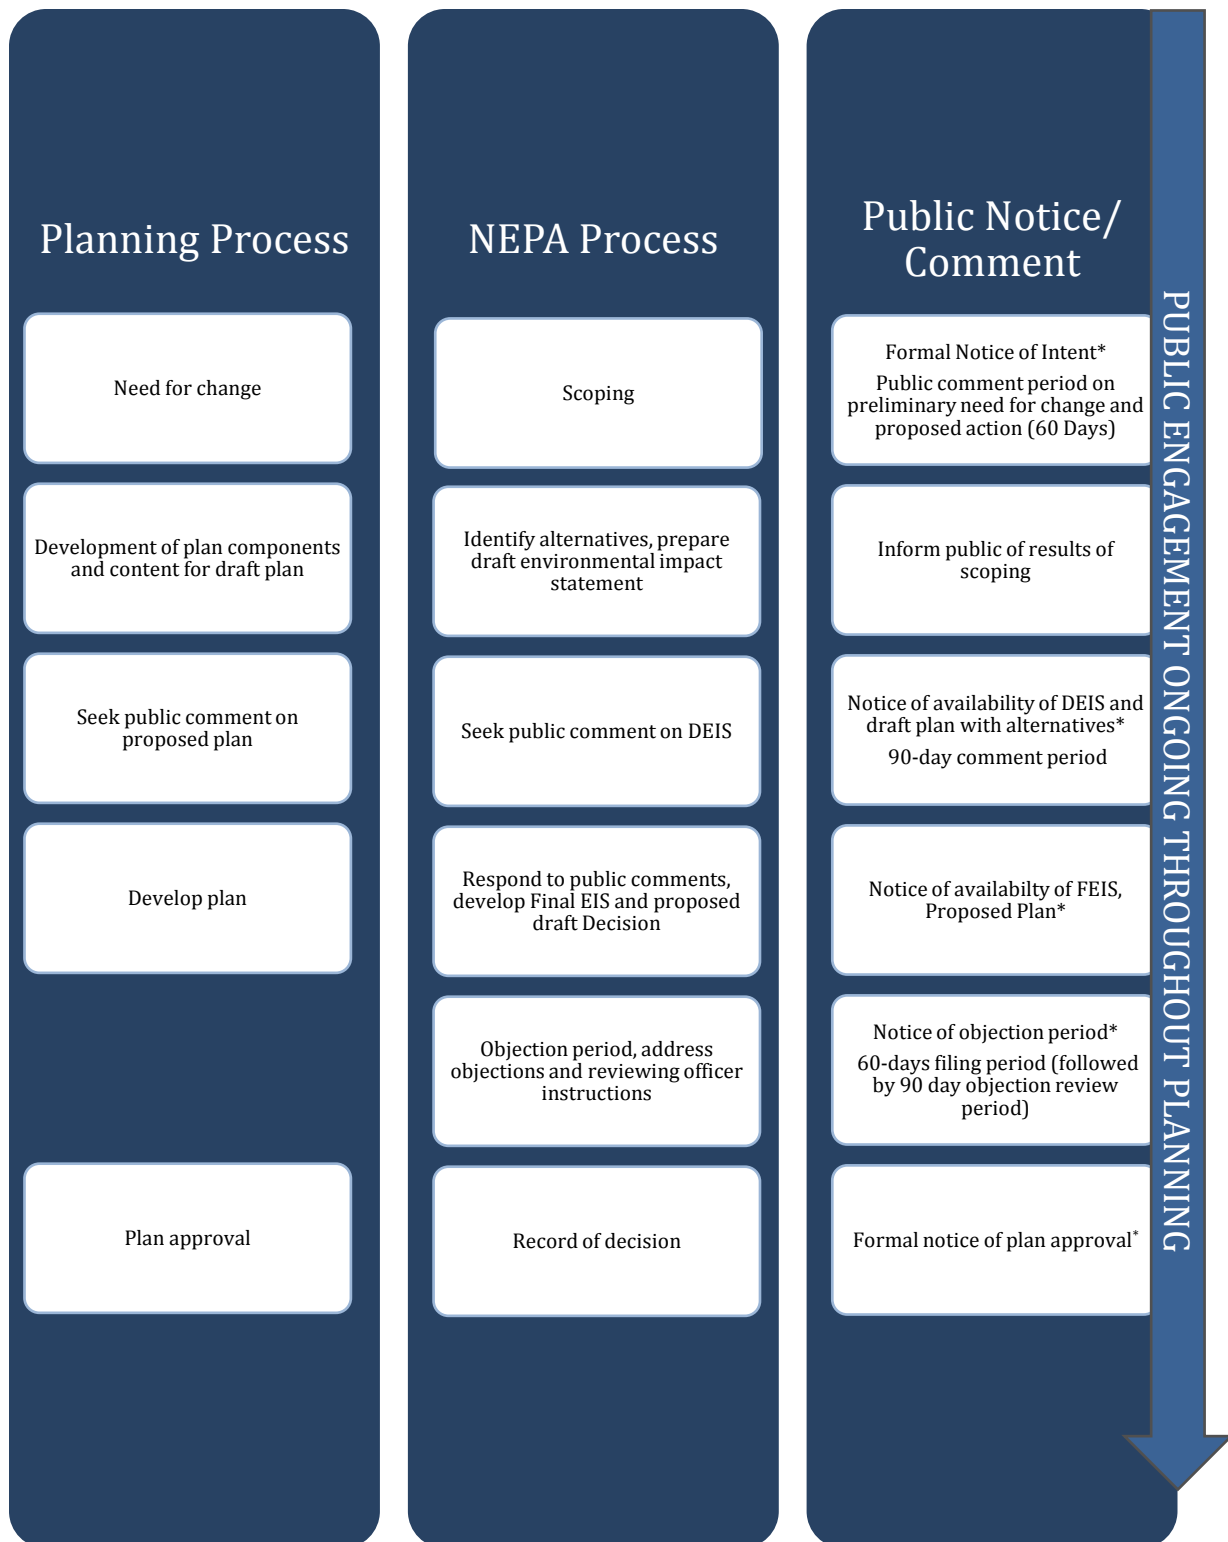 Planning Process
Need for change
Development of plan components
and content for draft plan
Seek public comment on
proposed plan
Develop plan
Plan approval
NEPA Process
Scoping
Identify alternatives, prepare
draft environmental impact
statement
Seek public comment on DEIS
Respond to public comments,
develop Final EIS and proposed
draft Decision
Objection period, address
objections and reviewing officer
instructions
Record of decision
Public Notice/
Comment
Formal Notice of Intent*
Public comment period on
preliminary need for change and
proposed action (60 Days)
Inform public of results of
scoping
Notice of availability of DEIS and
draft plan with alternatives*
90-day comment period
Notice of availabilty of FEIS,
Proposed Plan*
Notice of objection period*
60-days filing period (followed
by 90 day objection review
period)
Formal notice of plan approval*
PUBLIC ENGAGEMENT ONGOING THROUGHOUT PLANNING